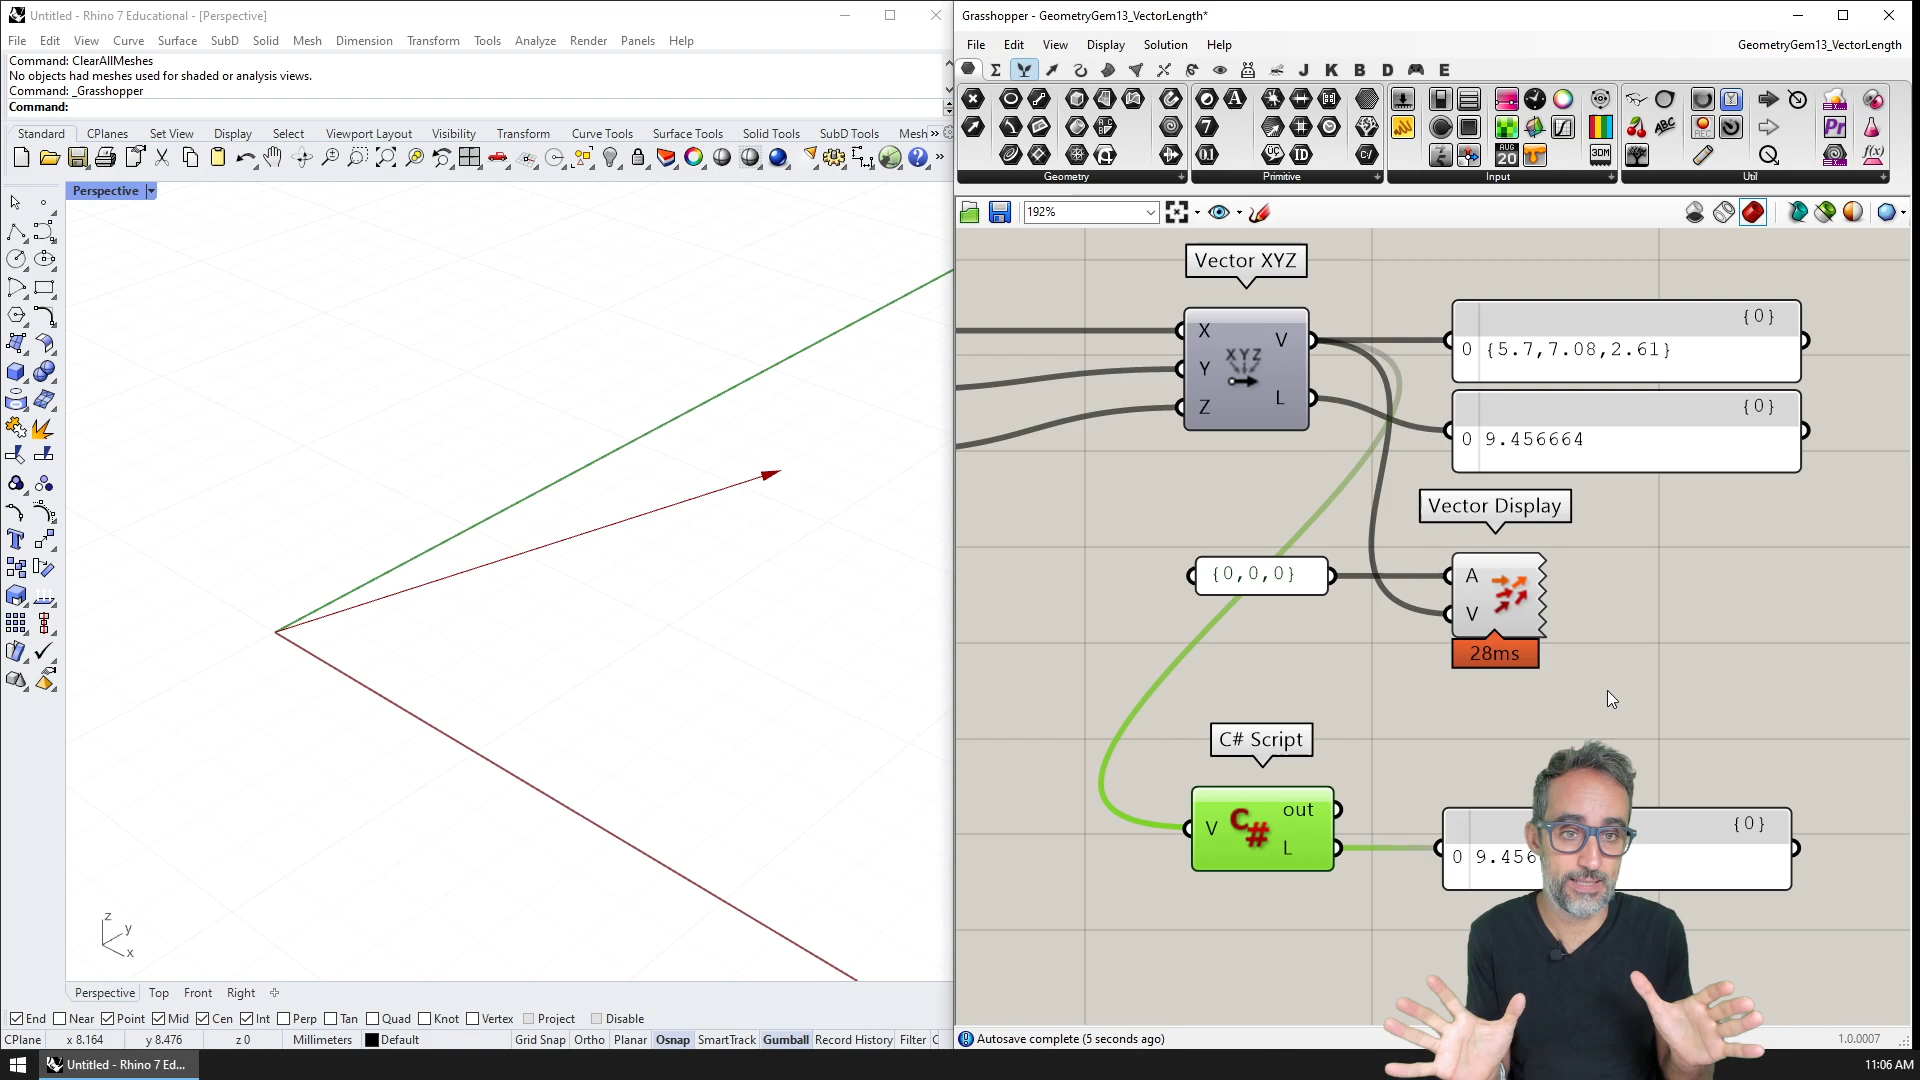 Untitled - Rhino 7 Educational - [Perspective]
File Edit View Curve Surface SubD Solid Mesh Dimension Transform Tools Analyze Render Panels Help
Command: ClearAllMeshes
No objects had meshes used for shaded or analysis views.
Command: _Grasshopper
Command:
Standard CPlanes Set View Display Select Viewport Layout Visibility Transform Curve Tools Surface Tools Solid Tools SubD Tools Mesh »
Perspective
z
y
x
Perspective Top Front Right
End Near Point Mid Cen Int Perp Tan Quad Knot Vertex Project Disable
CPlane x 8.164 y 8.476 z 0 Millimeters Default Grid Snap Ortho Planar Osnap SmartTrack Gumball Record History Filter C
Untitled - Rhino 7 Ed...
Grasshopper - GeometryGem13_VectorLength*
File Edit View Display Solution Help
GeometryGem13_VectorLength
J K B D E
Geometry Primitive Input Util
192%
Vector XYZ
X
Y
Z
XYZ
V
L
{0}
0 {5.7,7.08,2.61}
{0}
0 9.456664
Vector Display
{0,0,0}
A
V
28ms
C# Script
V
C#
out
L
{0}
0 9.456
Autosave complete (5 seconds ago)
1.0.0007
11:06 AM